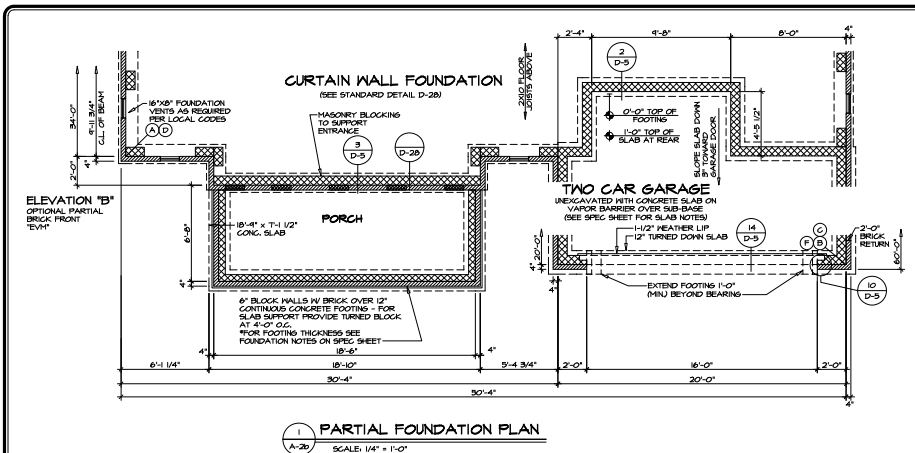 2'-4"
9'-8"
8'-0"
4"
2
D-5
CURTAIN WALL FOUNDATION
(SEE STANDARD DETAIL D-28)
2X10 FLOOR
JOISTS ABOVE
34'-0"
9'-11 3/4"
C.L. OF BEAM
16"X8" FOUNDATION
VENTS AS REQUIRED
PER LOCAL CODES
A D
MASONRY BLOCKING
TO SUPPORT
ENTRANCE
3
D-5
D-28
0'-0" TOP OF
FOOTING
-1'-0" TOP OF
SLAB AT REAR
SLOPE SLAB DOWN
3" TOWARD
GARAGE DOOR
4'-5 1/2"
2'-0"
4"
ELEVATION "B"
OPTIONAL PARTIAL
BRICK FRONT
"EVM"
PORCH
18'-9" x 7'-1 1/2"
CONC. SLAB
6'-8"
4"
TWO CAR GARAGE
UNEXCAVATED WITH CONCRETE SLAB ON
VAPOR BARRIER OVER SUB-BASE
(SEE SPEC SHEET FOR SLAB NOTES)
1-1/2" WEATHER LIP
12" TURNED DOWN SLAB
14
D-5
C
F B
2'-0"
BRICK
RETURN
20'-0"
4"
60'-0"
EXTEND FOOTING 1'-0"
(MIN.) BEYOND BEARING
10
D-5
6" BLOCK WALLS W/ BRICK OVER 12"
CONTINUOUS CONCRETE FOOTING - FOR
SLAB SUPPORT PROVIDE TURNED BLOCK
AT 4'-0" O.C.
*FOR FOOTING THICKNESS SEE
FOUNDATION NOTES ON SPEC SHEET
4"
4"
18'-6"
4"
6'-1 1/4"
18'-10"
5'-4 3/4"
2'-0"
16'-0"
2'-0"
30'-4"
20'-0"
50'-4"
4"
1
A-2b
PARTIAL FOUNDATION PLAN
SCALE: 1/4" = 1'-0"